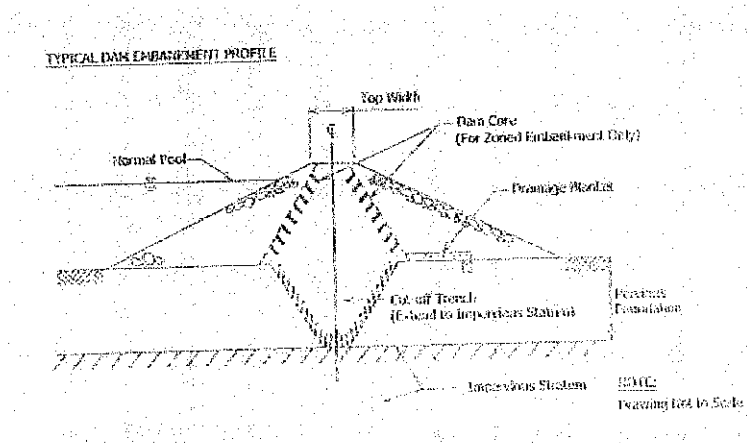 TYPICAL DAM EMBANKMENT PROFILE
Top Width
℄
Dam Core
(For Zoned Embankment Only)
Normal Pool
Drainage Blanket
Cut-off Trench
(Extend to Impervious Stratum)
Pervious
Foundation
Impervious Stratum
NOTE:
Drawing Not to Scale